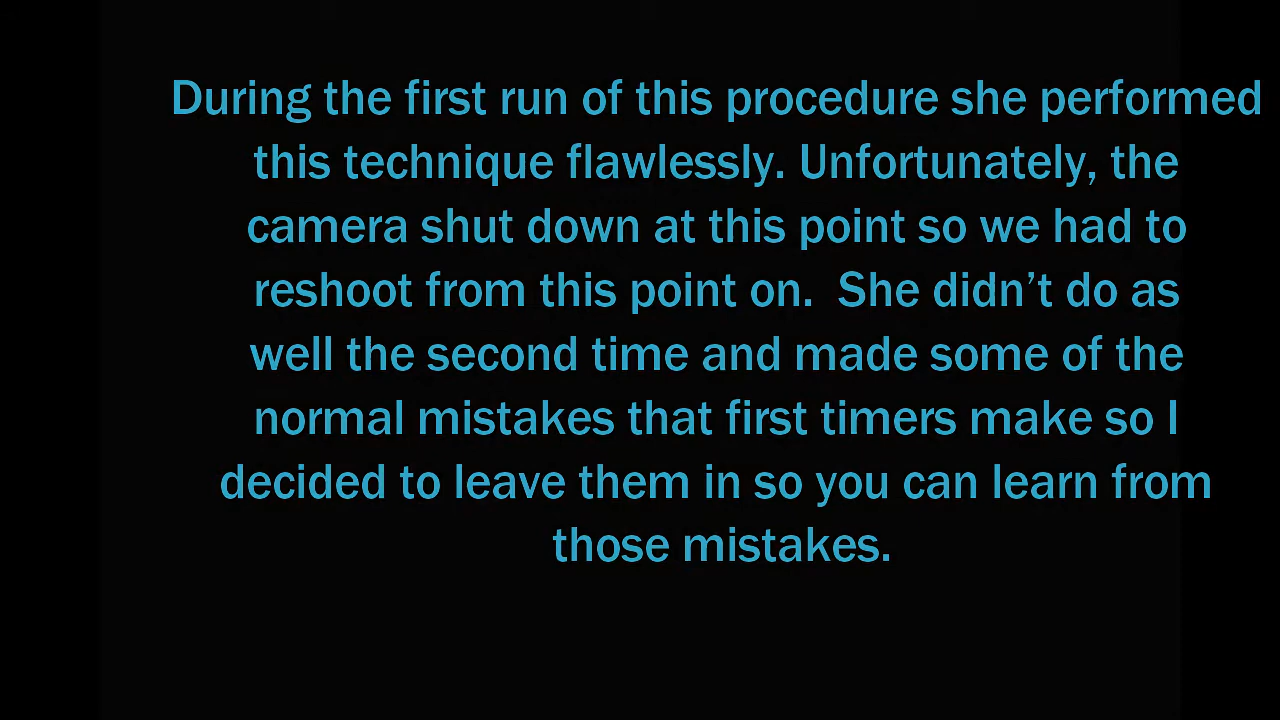 During the first run of this procedure she performed
this technique flawlessly. Unfortunately, the
camera shut down at this point so we had to
reshoot from this point on.  She didn’t do as
well the second time and made some of the
normal mistakes that first timers make so I
decided to leave them in so you can learn from
those mistakes.